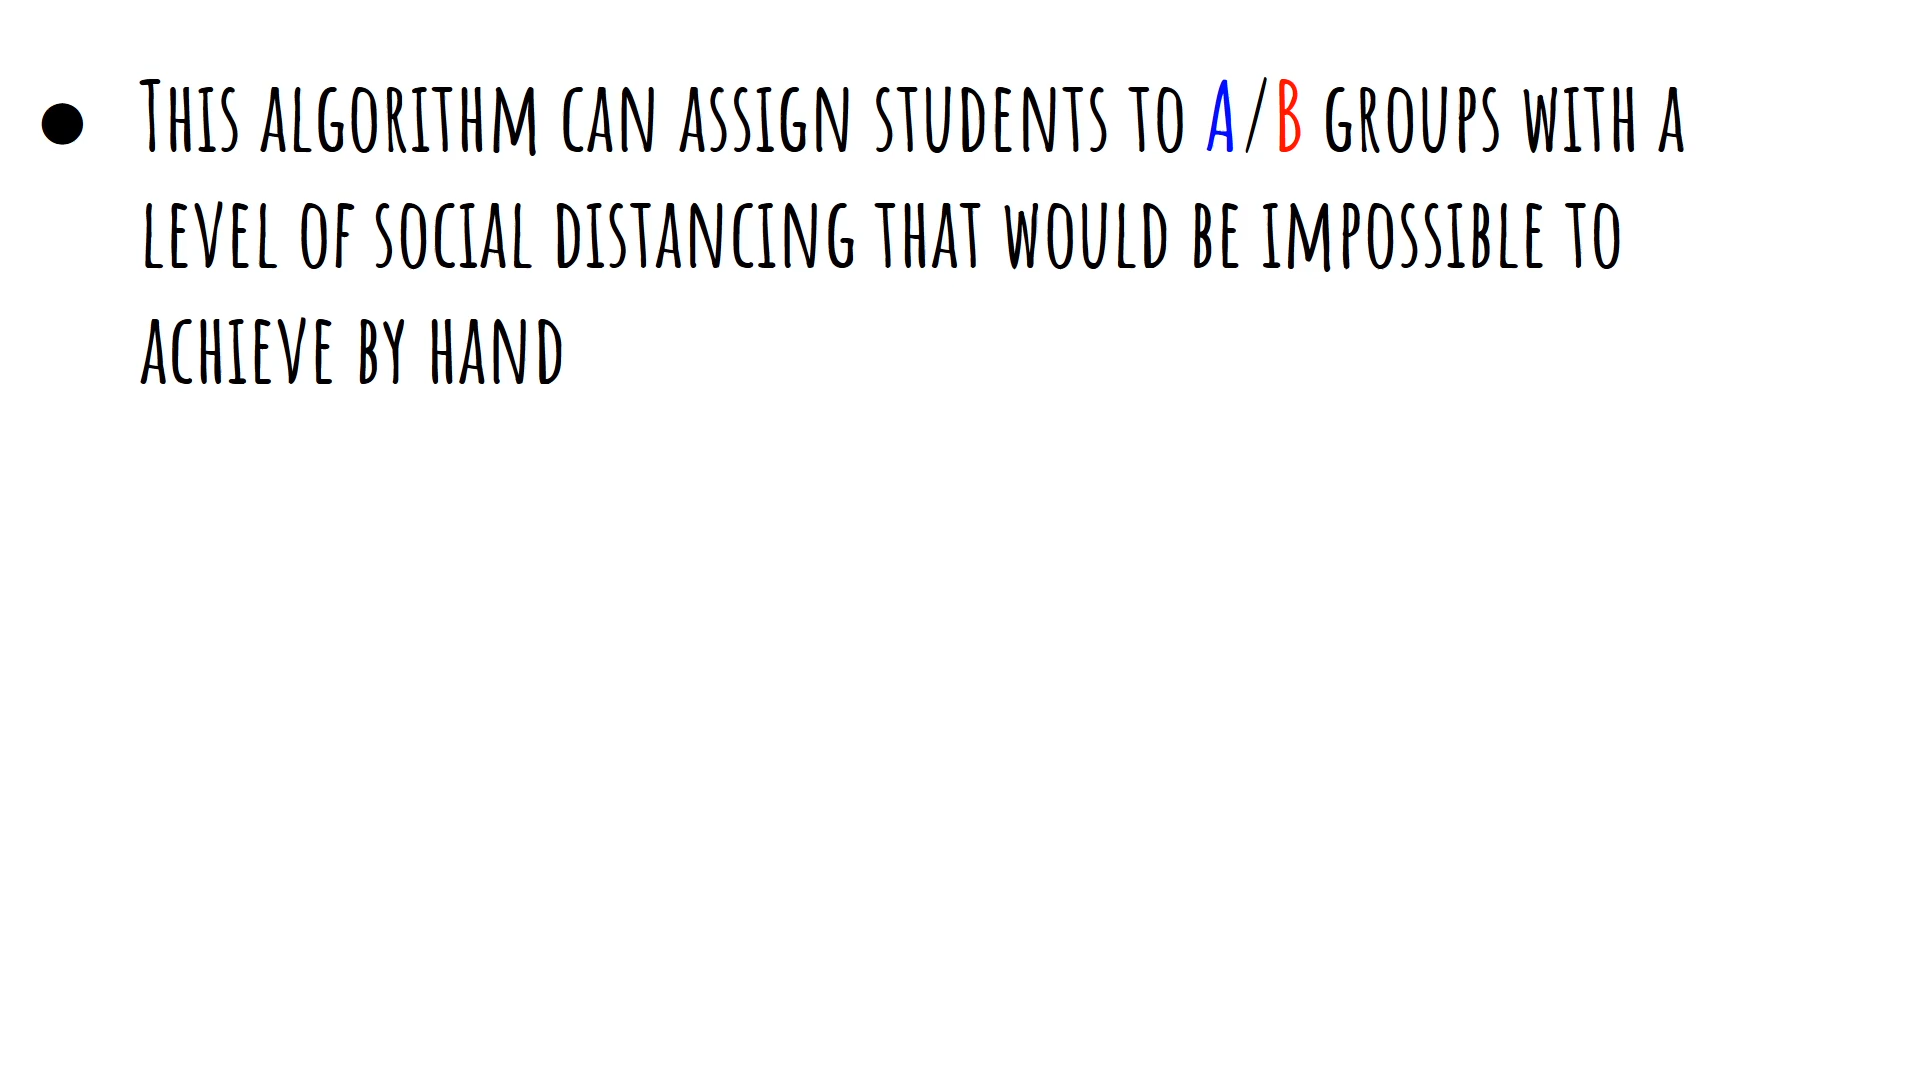 ● This algorithm can assign students to A/B groups with a
level of social distancing that would be impossible to
achieve by hand